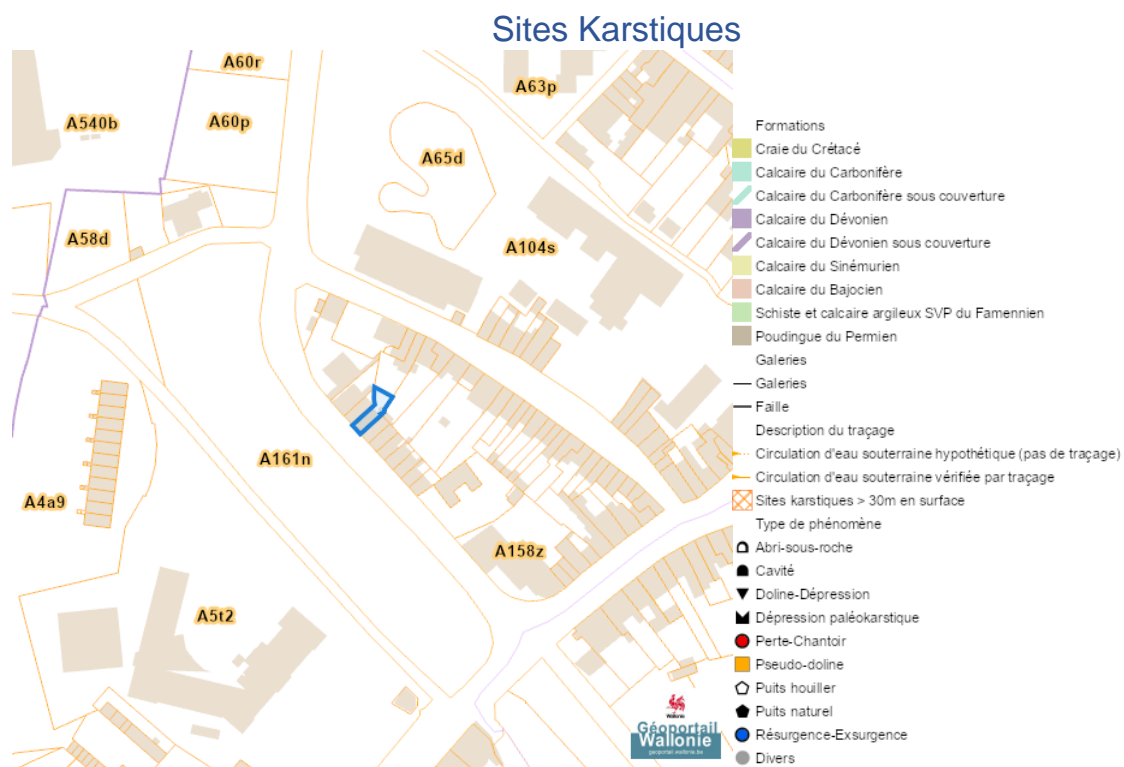 Sites Karstiques
A60r
A63p
A540b
A60p
A65d
A58d
A104s
A161n
A4a9
A158z
A5t2
Formations
Craie du Crétacé
Calcaire du Carbonifère
Calcaire du Carbonifère sous couverture
Calcaire du Dévonien
Calcaire du Dévonien sous couverture
Calcaire du Sinémurien
Calcaire du Bajocien
Schiste et calcaire argileux SVP du Famennien
Poudingue du Permien
Galeries
Galeries
Faille
Description du traçage
Circulation d'eau souterraine hypothétique (pas de traçage)
Circulation d'eau souterraine vérifiée par traçage
Sites karstiques > 30m en surface
Type de phénomène
Abri-sous-roche
Cavité
Doline-Dépression
Dépression paléokarstique
Perte-Chantoir
Pseudo-doline
Puits houiller
Puits naturel
Résurgence-Exsurgence
Divers
Wallonie
Géoportail
Wallonie
geoportail.wallonie.be